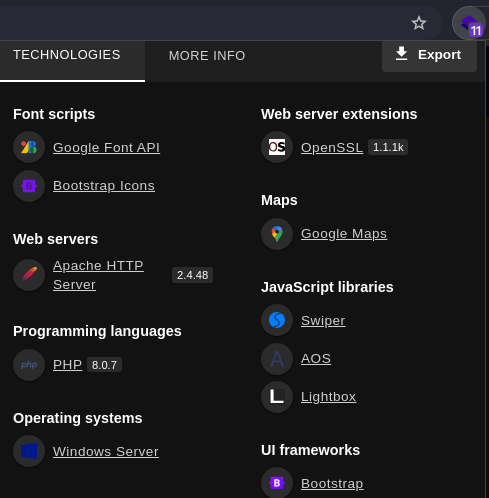 11
TECHNOLOGIES
MORE INFO
Export
Font scripts
Google Font API
Bootstrap Icons
Web servers
Apache HTTP
Server
2.4.48
Programming languages
php
PHP 8.0.7
Operating systems
Windows Server
Web server extensions
OS
OpenSSL 1.1.1k
Maps
Google Maps
JavaScript libraries
Swiper
AOS
L
Lightbox
UI frameworks
B
Bootstrap